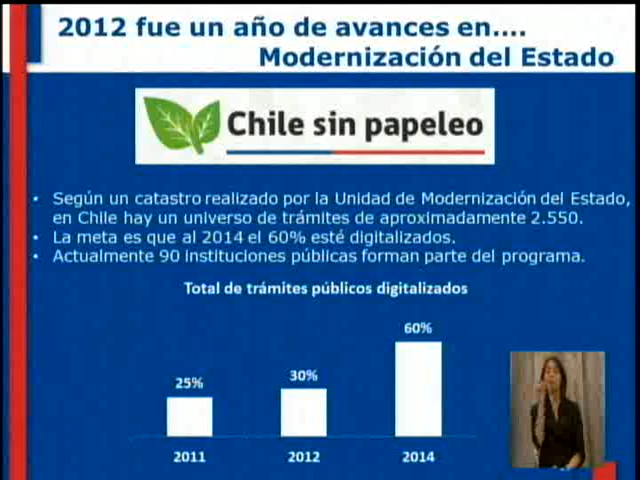 2012 fue un año de avances en....
Modernización del Estado
Chile sin papeleo
• Según un catastro realizado por la Unidad de Modernización del Estado,
en Chile hay un universo de trámites de aproximadamente 2.550.
• La meta es que al 2014 el 60% esté digitalizados.
• Actualmente 90 instituciones públicas forman parte del programa.
Total de trámites públicos digitalizados
60%
30%
25%
2011 2012 2014